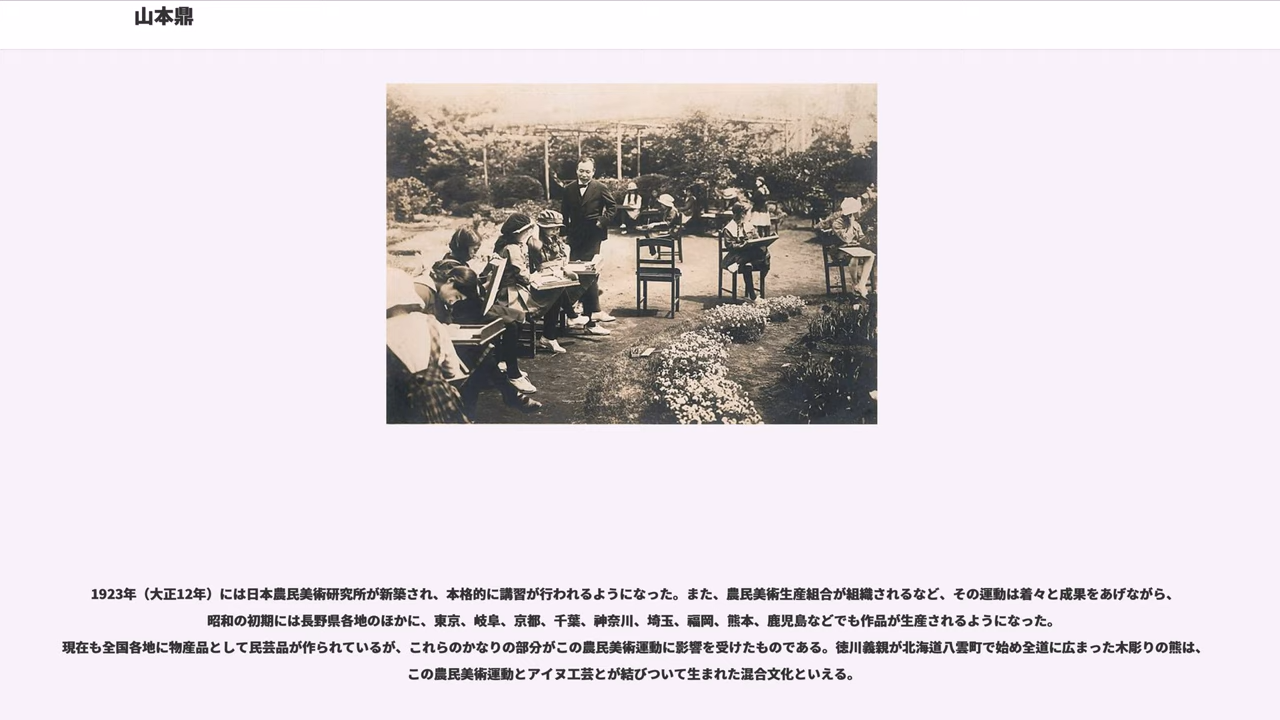 山本鼎
1923年（大正12年）には日本農民美術研究所が新築され、本格的に講習が行われるようになった。また、農民美術生産組合が組織されるなど、その運動は着々と成果をあげながら、
昭和の初期には長野県各地のほかに、東京、岐阜、京都、千葉、神奈川、埼玉、福岡、熊本、鹿児島などでも作品が生産されるようになった。
現在も全国各地に物産品として民芸品が作られているが、これらのかなりの部分がこの農民美術運動に影響を受けたものである。徳川義親が北海道八雲町で始め全道に広まった木彫りの熊は、
この農民美術運動とアイヌ工芸とが結びついて生まれた混合文化といえる。